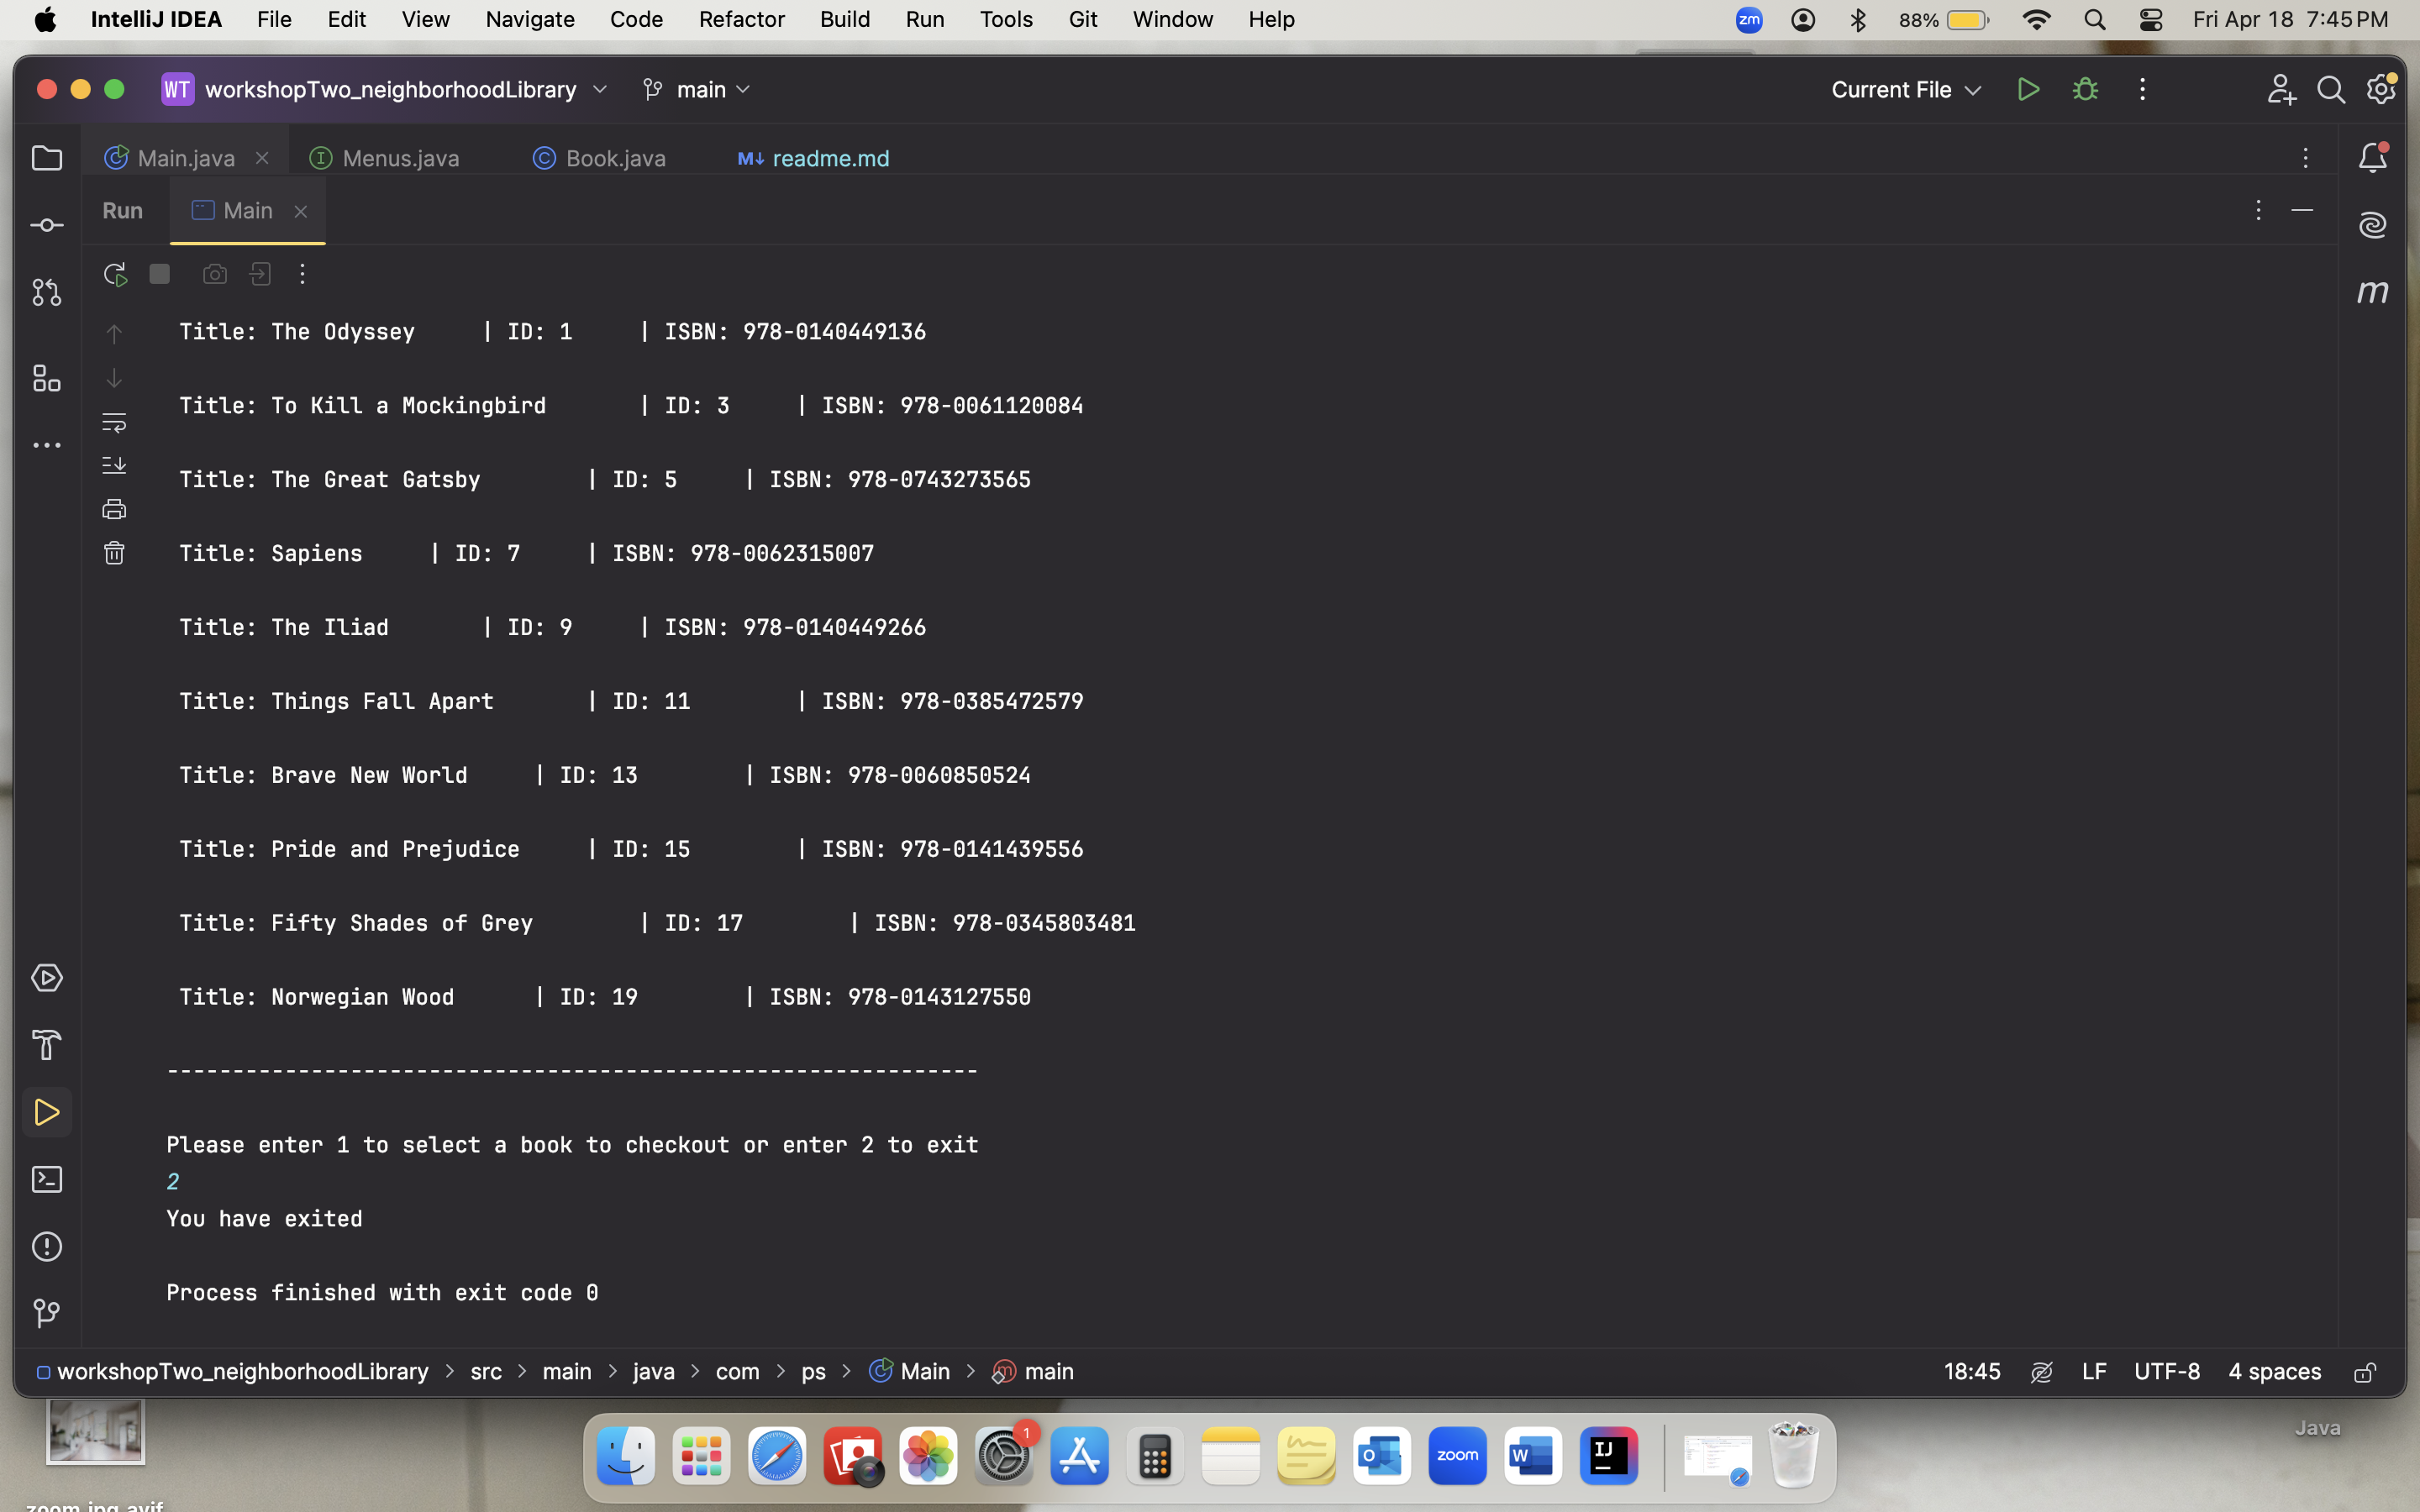 IntelliJ IDEA File Edit View Navigate Code Refactor Build Run Tools Git Window Help zm 88% Fri Apr 18 7:45 PM
WT workshopTwo_neighborhoodLibrary main Current File
Main.java Menus.java Book.java M↓ readme.md
Run Main
Title: The Odyssey | ID: 1 | ISBN: 978-0140449136
Title: To Kill a Mockingbird | ID: 3 | ISBN: 978-0061120084
Title: The Great Gatsby | ID: 5 | ISBN: 978-0743273565
Title: Sapiens | ID: 7 | ISBN: 978-0062315007
Title: The Iliad | ID: 9 | ISBN: 978-0140449266
Title: Things Fall Apart | ID: 11 | ISBN: 978-0385472579
Title: Brave New World | ID: 13 | ISBN: 978-0060850524
Title: Pride and Prejudice | ID: 15 | ISBN: 978-0141439556
Title: Fifty Shades of Grey | ID: 17 | ISBN: 978-0345803481
Title: Norwegian Wood | ID: 19 | ISBN: 978-0143127550
--------------------------------------------------------------
Please enter 1 to select a book to checkout or enter 2 to exit
2
You have exited
Process finished with exit code 0
workshopTwo_neighborhoodLibrary > src > main > java > com > ps > Main > main 18:45 LF UTF-8 4 spaces
Java
1
zoom
W
IJ
zoom.jpg.avif